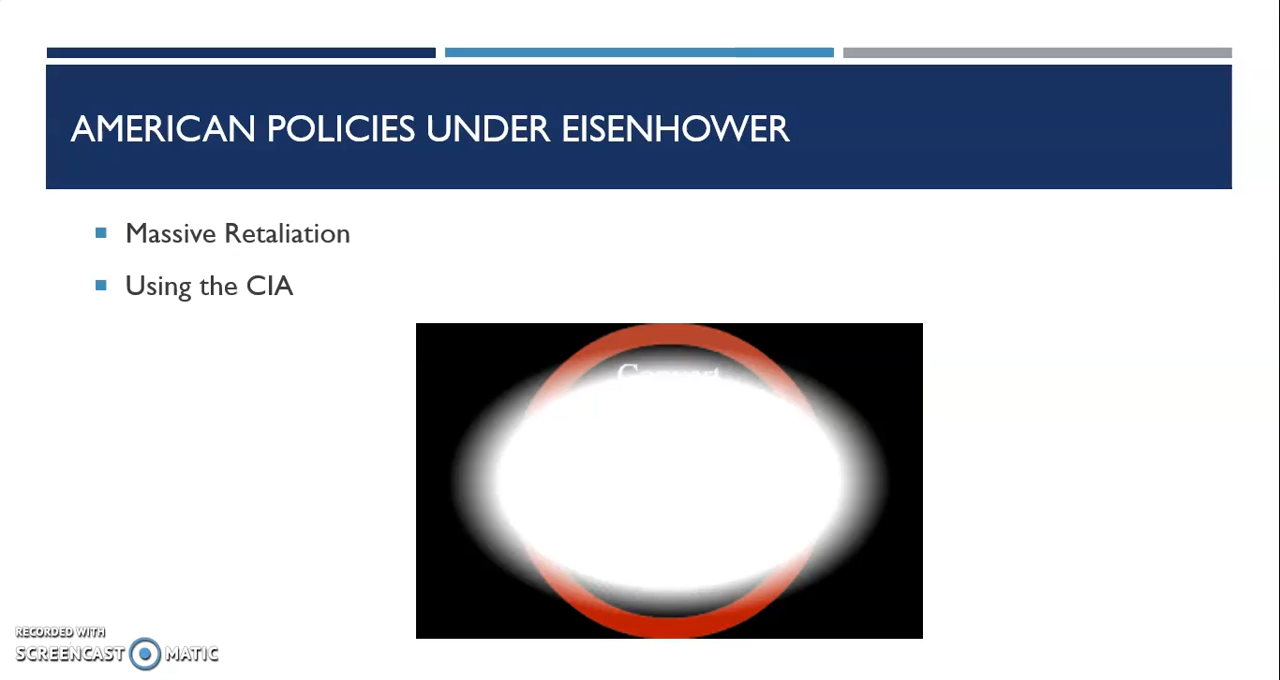 AMERICAN POLICIES UNDER EISENHOWER
Massive Retaliation
Using the CIA
RECORDED WITH
SCREENCAST MATIC